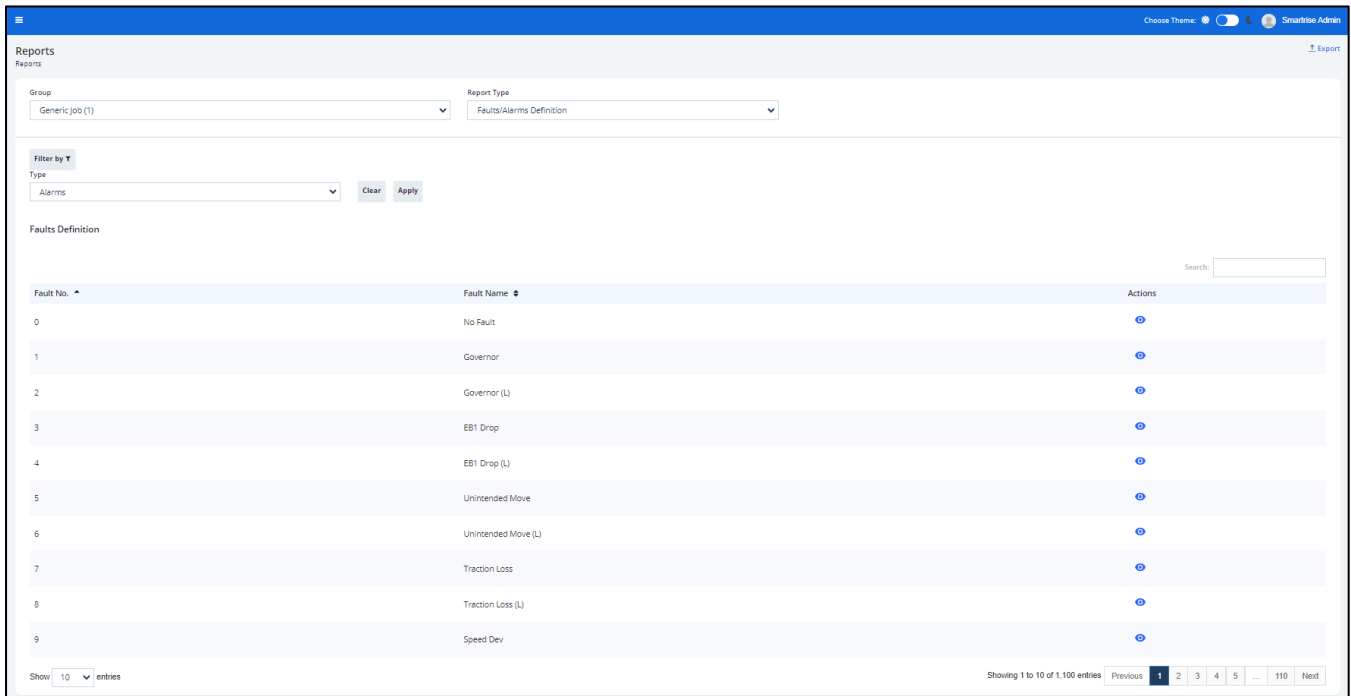 Choose Theme: Smartrise Admin
Reports
Export
Reports
Group Report Type
Generic Job (1) Faults/Alarms Definition
Filter by
Type
Alarms Clear Apply
Faults Definition
Search:
Fault No. Fault Name Actions
0 No Fault
1 Governor
2 Governor (L)
3 EB1 Drop
4 EB1 Drop (L)
5 Unintended Move
6 Unintended Move (L)
7 Traction Loss
8 Traction Loss (L)
9 Speed Dev
Show 10 entries Showing 1 to 10 of 1,100 entries Previous 1 2 3 4 5 ... 110 Next